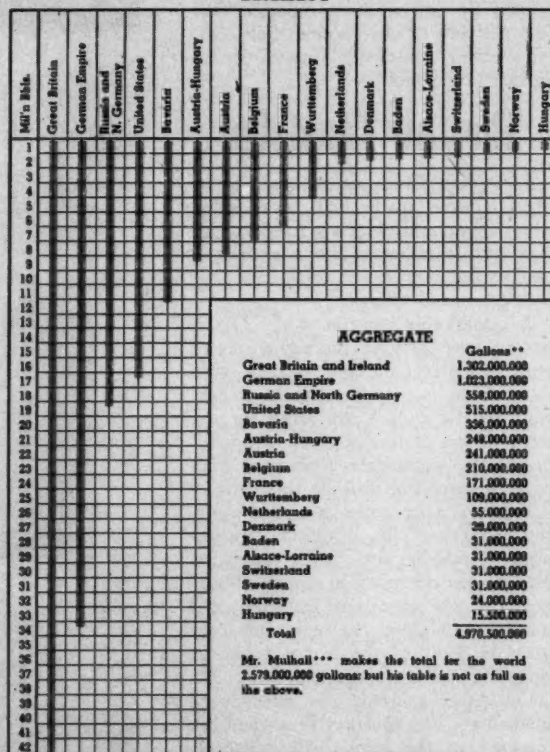 Mil'n Bbls.
Great Britain
German Empire
Russia and
N. Germany
United States
Bavaria
Austria-Hungary
Austria
Belgium
France
Wurttemberg
Netherlands
Denmark
Baden
Alsace-Lorraine
Switzerland
Sweden
Norway
Hungary
1
2
3
4
5
6
7
8
9
10
11
12
13
14
15
16
17
18
19
20
21
22
23
24
25
26
27
28
29
30
31
32
33
34
35
36
37
38
39
40
41
42
AGGREGATE
Gallons**
Great Britain and Ireland 1,302,000,000
German Empire 1,023,000,000
Russia and North Germany 558,000,000
United States 515,000,000
Bavaria 336,000,000
Austria-Hungary 248,000,000
Austria 241,000,000
Belgium 210,000,000
France 171,000,000
Wurttemberg 109,000,000
Netherlands 55,000,000
Denmark 39,000,000
Baden 31,000,000
Alsace-Lorraine 31,000,000
Switzerland 31,000,000
Sweden 31,000,000
Norway 24,000,000
Hungary 15,500,000
Total 4,970,500,000
Mr. Mulhall*** makes the total for the world
2,579,000,000 gallons; but his table is not as full as
the above.